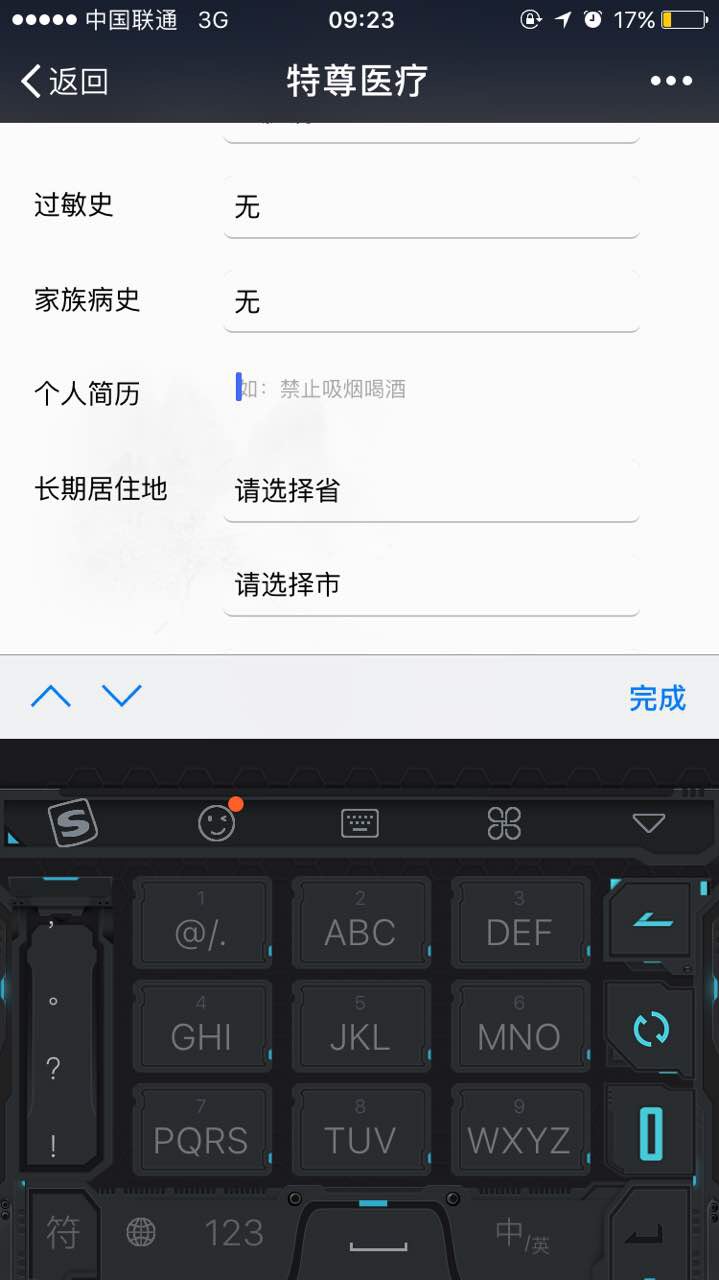 中国联通 3G 09:23 17%
返回 特尊医疗
过敏史 无
家族病史 无
个人简历 如：禁止吸烟喝酒
长期居住地 请选择省
请选择市
完成
S
1 2 3
@/. ABC DEF
，
。
4 5 6
GHI JKL MNO
?
7 8 9
PQRS TUV WXYZ
!
符 123 中/英